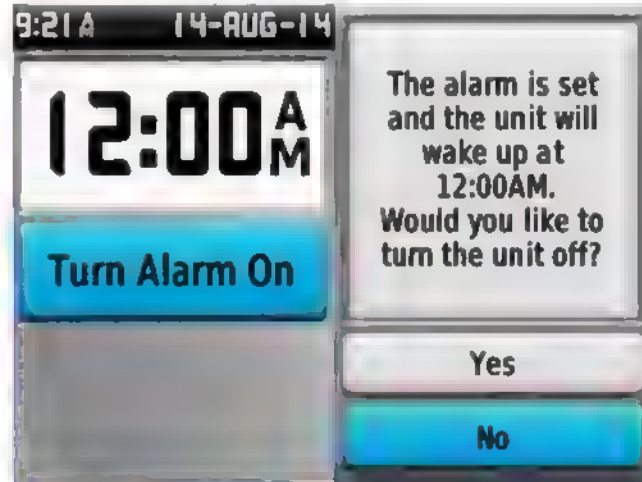 9:21A 14-AUG-14
12:00AM
Turn Alarm On
The alarm is set
and the unit will
wake up at
12:00AM.
Would you like to
turn the unit off?
Yes
No